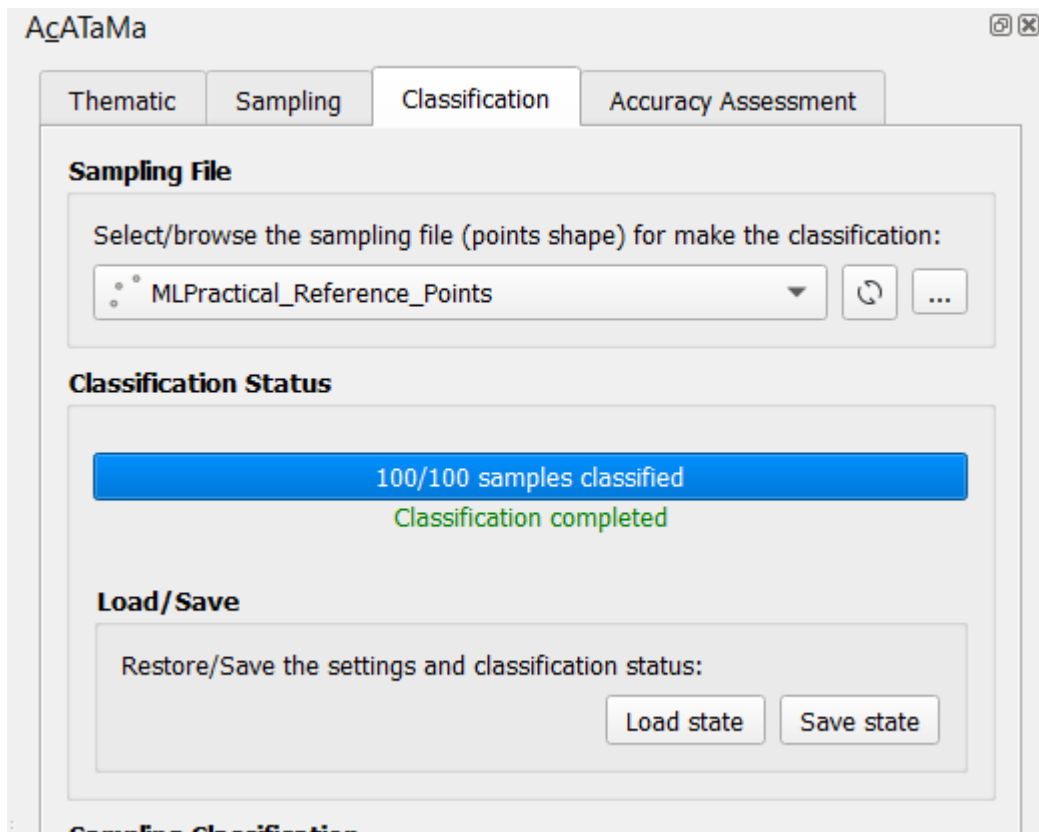 AcATaMa
Thematic Sampling Classification Accuracy Assessment
Sampling File
Select/browse the sampling file (points shape) for make the classification:
MLPractical_Reference_Points ...
Classification Status
100/100 samples classified
Classification completed
Load/Save
Restore/Save the settings and classification status:
Load state Save state
Sampling Classification